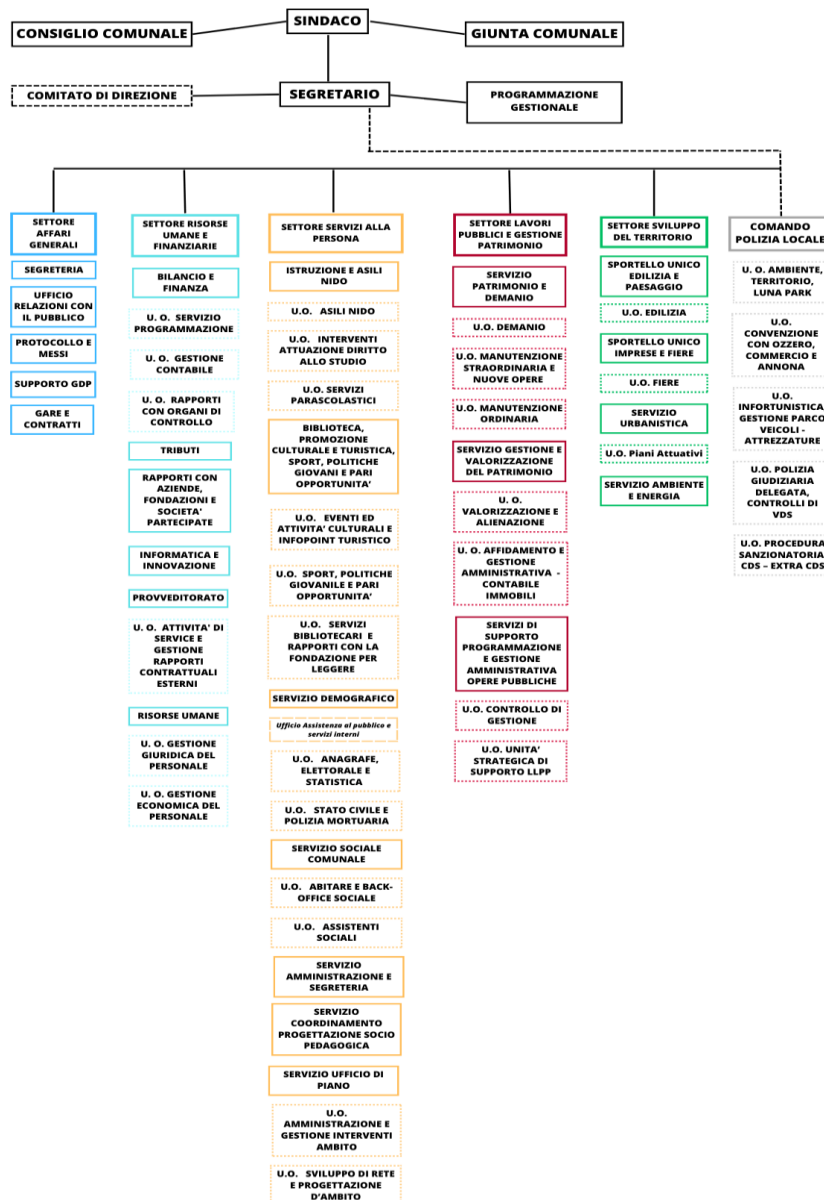 SINDACO
CONSIGLIO COMUNALE
GIUNTA COMUNALE
COMITATO DI DIREZIONE
SEGRETARIO
PROGRAMMAZIONE
GESTIONALE
SETTORE
AFFARI
GENERALI
SEGRETERIA
UFFICIO
RELAZIONI CON
IL PUBBLICO
PROTOCOLLO E
MESSI
SUPPORTO GDP
GARE E
CONTRATTI
SETTORE RISORSE
UMANE E
FINANZIARIE
BILANCIO E
FINANZA
U. O. SERVIZIO
PROGRAMMAZIONE
U. O. GESTIONE
CONTABILE
U. O. RAPPORTI
CON ORGANI DI
CONTROLLO
TRIBUTI
RAPPORTI CON
AZIENDE,
FONDAZIONI E
SOCIETA'
PARTECIPATE
INFORMATICA E
INNOVAZIONE
PROVVEDITORATO
U. O. ATTIVITA' DI
SERVICE E
GESTIONE
RAPPORTI
CONTRATTUALI
ESTERNI
RISORSE UMANE
U. O. GESTIONE
GIURIDICA DEL
PERSONALE
U. O. GESTIONE
ECONOMICA DEL
PERSONALE
SETTORE SERVIZI ALLA
PERSONA
ISTRUZIONE E ASILI
NIDO
U.O. ASILI NIDO
U.O. INTERVENTI
ATTUAZIONE DIRITTO
ALLO STUDIO
U.O. SERVIZI
PARASCOLASTICI
BIBLIOTECA,
PROMOZIONE
CULTURALE E TURISTICA,
SPORT, POLITICHE
GIOVANI E PARI
OPPORTUNITA'
U.O. EVENTI ED
ATTIVITA' CULTURALI E
INFOPOINT TURISTICO
U.O. SPORT, POLITICHE
GIOVANILE E PARI
OPPORTUNITA'
U.O. SERVIZI
BIBLIOTECARI E
RAPPORTI CON LA
FONDAZIONE PER
LEGGERE
SERVIZIO DEMOGRAFICO
Ufficio Assistenza al pubblico e
servizi interni
U.O. ANAGRAFE,
ELETTORALE E
STATISTICA
U.O. STATO CIVILE E
POLIZIA MORTUARIA
SERVIZIO SOCIALE
COMUNALE
U.O. ABITARE E BACK-
OFFICE SOCIALE
U.O. ASSISTENTI
SOCIALI
SERVIZIO
AMMINISTRAZIONE E
SEGRETERIA
SERVIZIO
COORDINAMENTO
PROGETTAZIONE SOCIO
PEDAGOGICA
SERVIZIO UFFICIO DI
PIANO
U.O.
AMMINISTRAZIONE E
GESTIONE INTERVENTI
AMBITO
U.O. SVILUPPO DI RETE
E PROGETTAZIONE
D'AMBITO
SETTORE LAVORI
PUBBLICI E GESTIONE
PATRIMONIO
SERVIZIO
PATRIMONIO E
DEMANIO
U.O. DEMANIO
U.O. MANUTENZIONE
STRAORDINARIA E
NUOVE OPERE
U.O. MANUTENZIONE
ORDINARIA
SERVIZIO GESTIONE E
VALORIZZAZIONE
DEL PATRIMONIO
U. O.
VALORIZZAZIONE E
ALIENAZIONE
U. O. AFFIDAMENTO E
GESTIONE
AMMINISTRATIVA -
CONTABILE
IMMOBILI
SERVIZI DI
SUPPORTO
PROGRAMMAZIONE
E GESTIONE
AMMINISTRATIVA
OPERE PUBBLICHE
U.O. CONTROLLO DI
GESTIONE
U.O. UNITA'
STRATEGICA DI
SUPPORTO LLPP
SETTORE SVILUPPO
DEL TERRITORIO
SPORTELLO UNICO
EDILIZIA E
PAESAGGIO
U.O. EDILIZIA
SPORTELLO UNICO
IMPRESE E FIERE
U.O. FIERE
SERVIZIO
URBANISTICA
U.O. Piani Attuativi
SERVIZIO AMBIENTE
E ENERGIA
COMANDO
POLIZIA LOCALE
U. O. AMBIENTE,
TERRITORIO,
LUNA PARK
U.O.
CONVENZIONE
CON OZZERO,
COMMERCIO E
ANNONA
U.O.
INFORTUNISTICA,
GESTIONE PARCO
VEICOLI -
ATTREZZATURE
U.O. POLIZIA
GIUDIZIARIA
DELEGATA,
CONTROLLI DI
VDS
U.O. PROCEDURA
SANZIONATORIA
CDS – EXTRA CDS